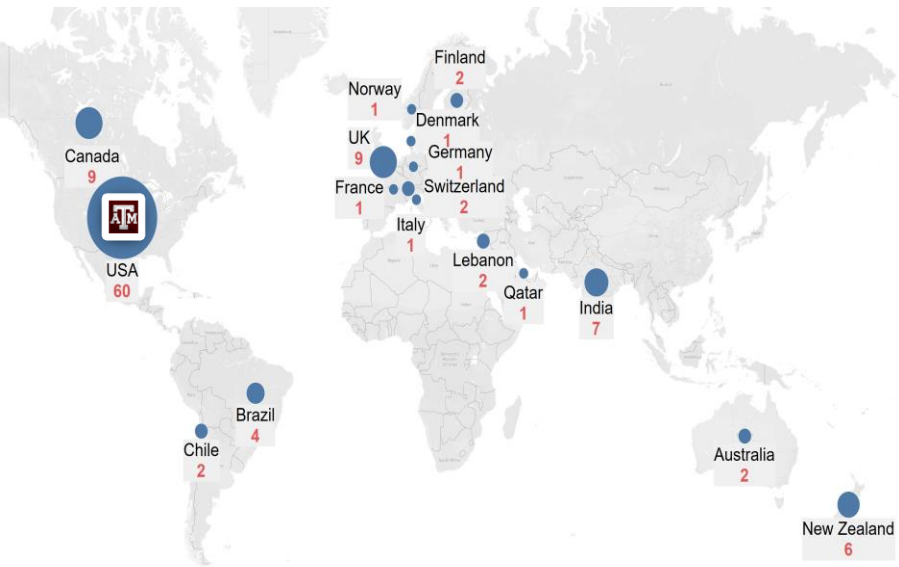 Finland
2
Norway
1
Denmark
1
UK
9
Germany
1
Canada
9
France
1
Switzerland
2
Italy
1
ATM
USA
60
Lebanon
2
Qatar
1
India
7
Brazil
4
Chile
2
Australia
2
New Zealand
6